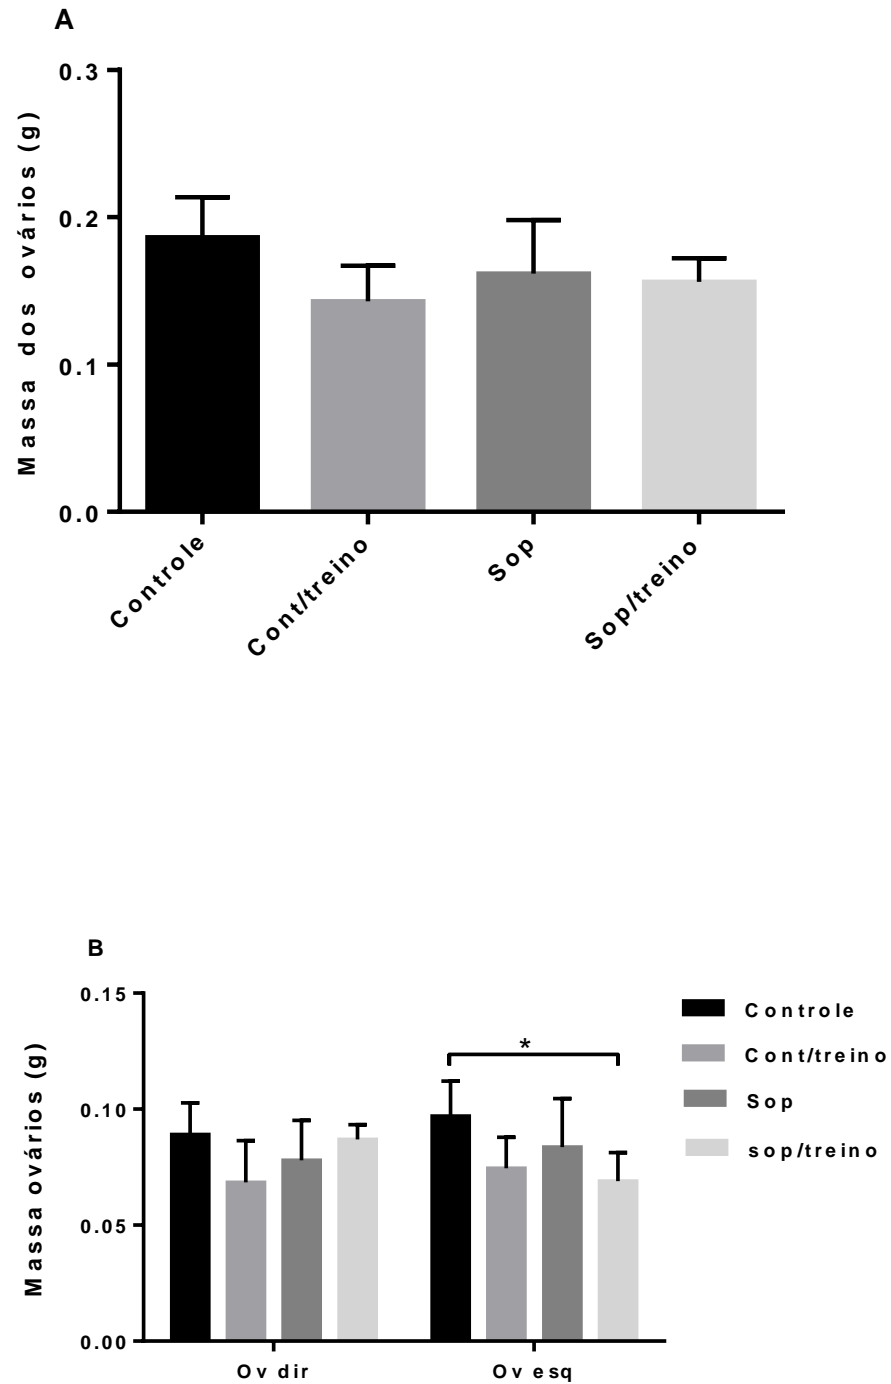 A
Massa dos ovários (g)
0.3
0.2
0.1
0.0
Controle
Cont/treino
Sop
Sop/treino
B
Massa ovários (g)
0.15
0.10
0.05
0.00
*
Ov dir
Ov esq
Controle
Cont/treino
Sop
sop/treino